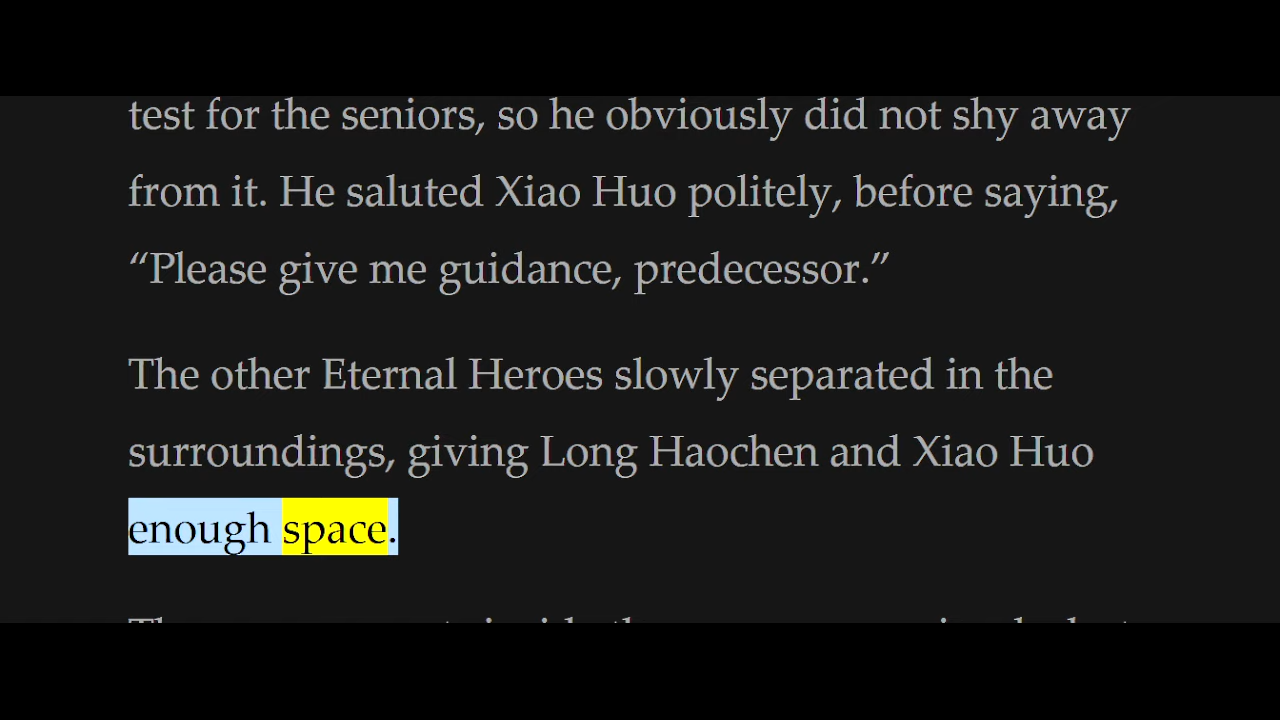 test for the seniors, so he obviously did not shy away
from it. He saluted Xiao Huo politely, before saying,
“Please give me guidance, predecessor.”
The other Eternal Heroes slowly separated in the
surroundings, giving Long Haochen and Xiao Huo
enough space.